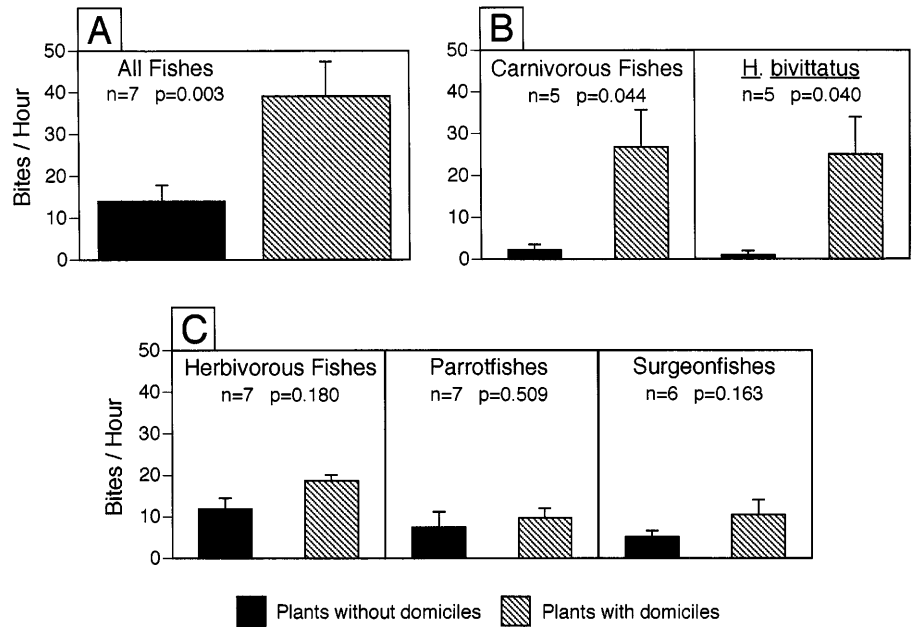 A
All Fishes
n=7 p=0.003
Bites / Hour
50
40
30
20
10
0
B
Carnivorous Fishes
n=5 p=0.044
H. bivittatus
n=5 p=0.040
50
40
30
20
10
0
C
Herbivorous Fishes
n=7 p=0.180
Parrotfishes
n=7 p=0.509
Surgeonfishes
n=6 p=0.163
Bites / Hour
50
40
30
20
10
0
Plants without domiciles
Plants with domiciles